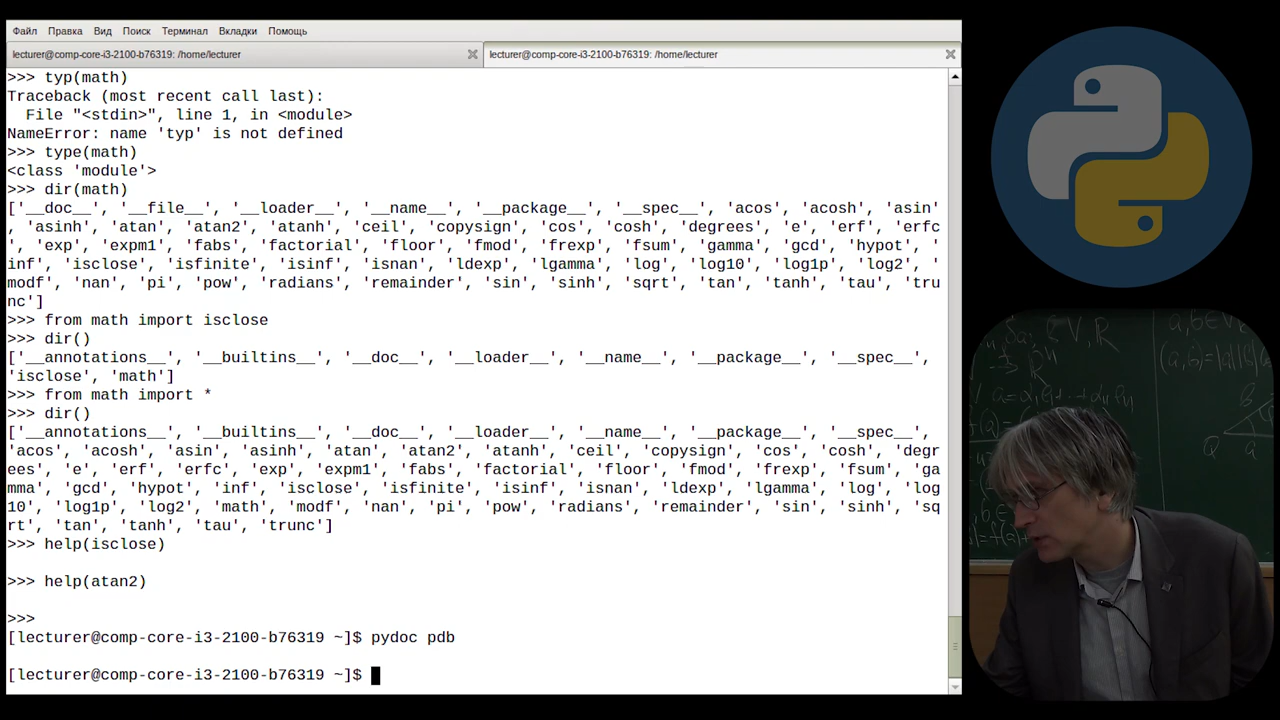 Файл Правка Вид Поиск Терминал Вкладки Помощь
lecturer@comp-core-i3-2100-b76319: /home/lecturer
lecturer@comp-core-i3-2100-b76319: /home/lecturer
>>> typ(math)
Traceback (most recent call last):
  File "<stdin>", line 1, in <module>
NameError: name 'typ' is not defined
>>> type(math)
<class 'module'>
>>> dir(math)
['__doc__', '__file__', '__loader__', '__name__', '__package__', '__spec__', 'acos', 'acosh', 'asin'
, 'asinh', 'atan', 'atan2', 'atanh', 'ceil', 'copysign', 'cos', 'cosh', 'degrees', 'e', 'erf', 'erfc
', 'exp', 'expm1', 'fabs', 'factorial', 'floor', 'fmod', 'frexp', 'fsum', 'gamma', 'gcd', 'hypot', '
inf', 'isclose', 'isfinite', 'isinf', 'isnan', 'ldexp', 'lgamma', 'log', 'log10', 'log1p', 'log2', '
modf', 'nan', 'pi', 'pow', 'radians', 'remainder', 'sin', 'sinh', 'sqrt', 'tan', 'tanh', 'tau', 'tru
nc']
>>> from math import isclose
>>> dir()
['__annotations__', '__builtins__', '__doc__', '__loader__', '__name__', '__package__', '__spec__',
'isclose', 'math']
>>> from math import *
>>> dir()
['__annotations__', '__builtins__', '__doc__', '__loader__', '__name__', '__package__', '__spec__',
'acos', 'acosh', 'asin', 'asinh', 'atan', 'atan2', 'atanh', 'ceil', 'copysign', 'cos', 'cosh', 'degr
ees', 'e', 'erf', 'erfc', 'exp', 'expm1', 'fabs', 'factorial', 'floor', 'fmod', 'frexp', 'fsum', 'ga
mma', 'gcd', 'hypot', 'inf', 'isclose', 'isfinite', 'isinf', 'isnan', 'ldexp', 'lgamma', 'log', 'log
10', 'log1p', 'log2', 'math', 'modf', 'nan', 'pi', 'pow', 'radians', 'remainder', 'sin', 'sinh', 'sq
rt', 'tan', 'tanh', 'tau', 'trunc']
>>> help(isclose)
>>> help(atan2)
>>>
[lecturer@comp-core-i3-2100-b76319 ~]$ pydoc pdb
[lecturer@comp-core-i3-2100-b76319 ~]$